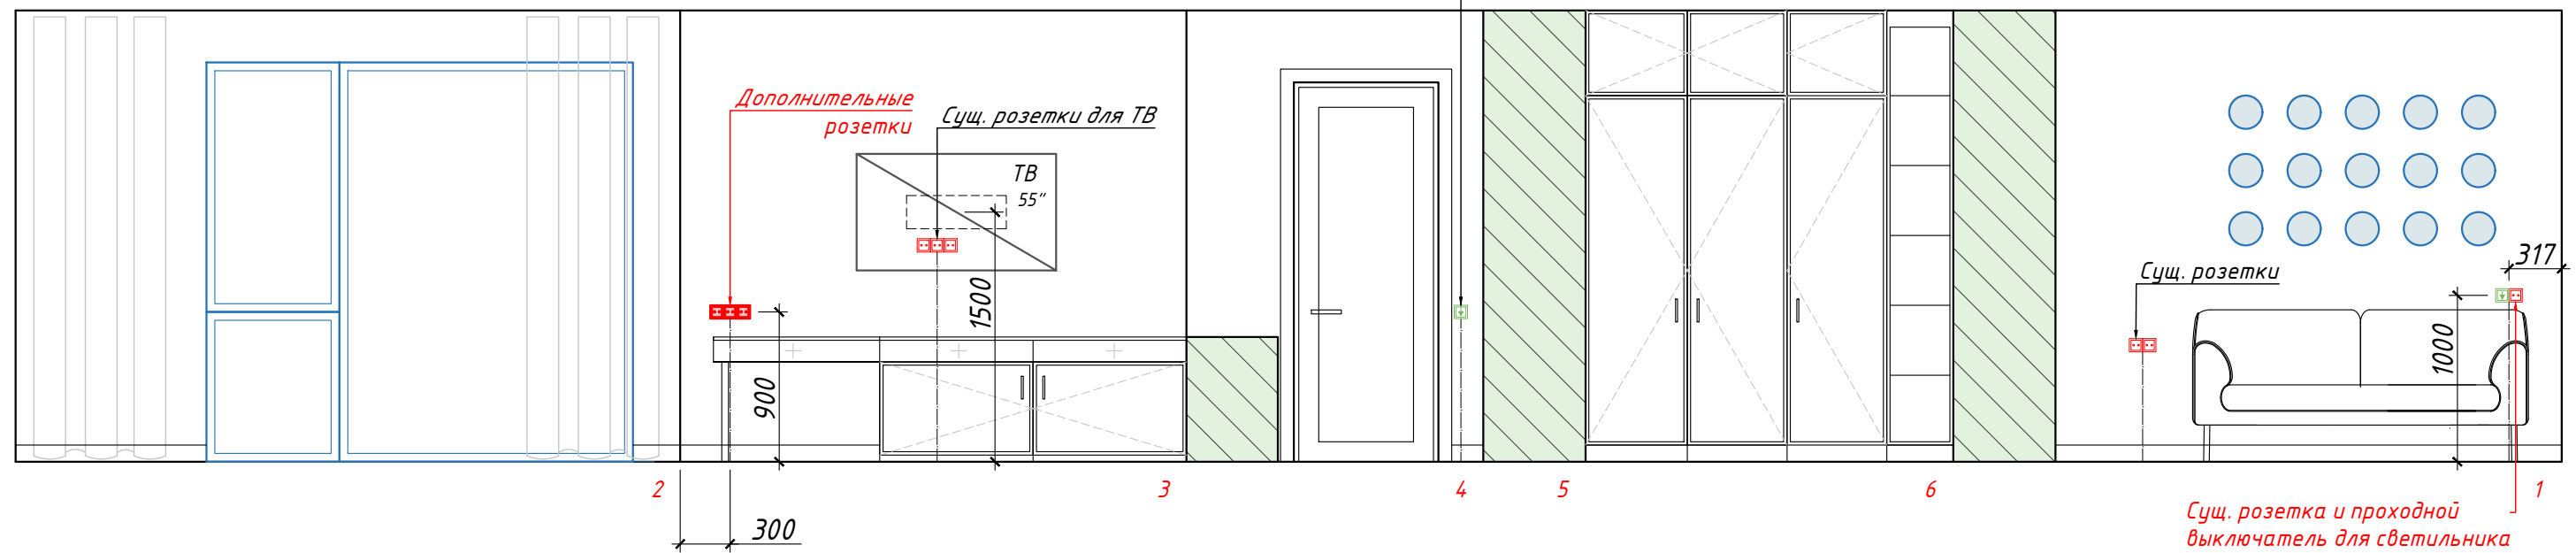 Дополнительные
розетки
Сущ. розетки для ТВ
ТВ
55"
1500
900
300
Сущ. розетки
317
1000
2
3
4
5
6
1
Сущ. розетка и проходной
выключатель для светильника